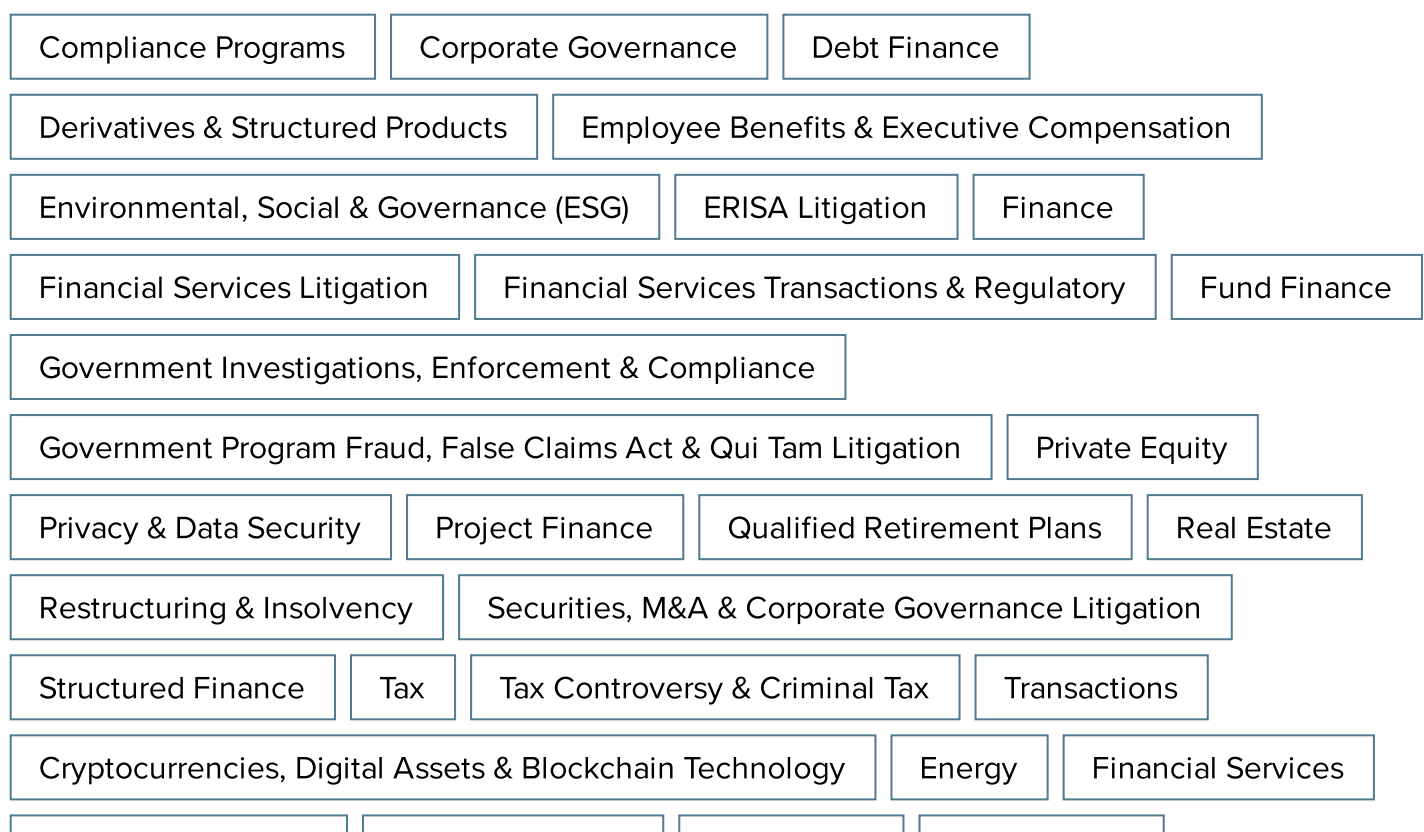 Compliance Programs Corporate Governance Debt Finance
Derivatives & Structured Products Employee Benefits & Executive Compensation
Environmental, Social & Governance (ESG) ERISA Litigation Finance
Financial Services Litigation Financial Services Transactions & Regulatory Fund Finance
Government Investigations, Enforcement & Compliance
Government Program Fraud, False Claims Act & Qui Tam Litigation Private Equity
Privacy & Data Security Project Finance Qualified Retirement Plans Real Estate
Restructuring & Insolvency Securities, M&A & Corporate Governance Litigation
Structured Finance Tax Tax Controversy & Criminal Tax Transactions
Cryptocurrencies, Digital Assets & Blockchain Technology Energy Financial Services